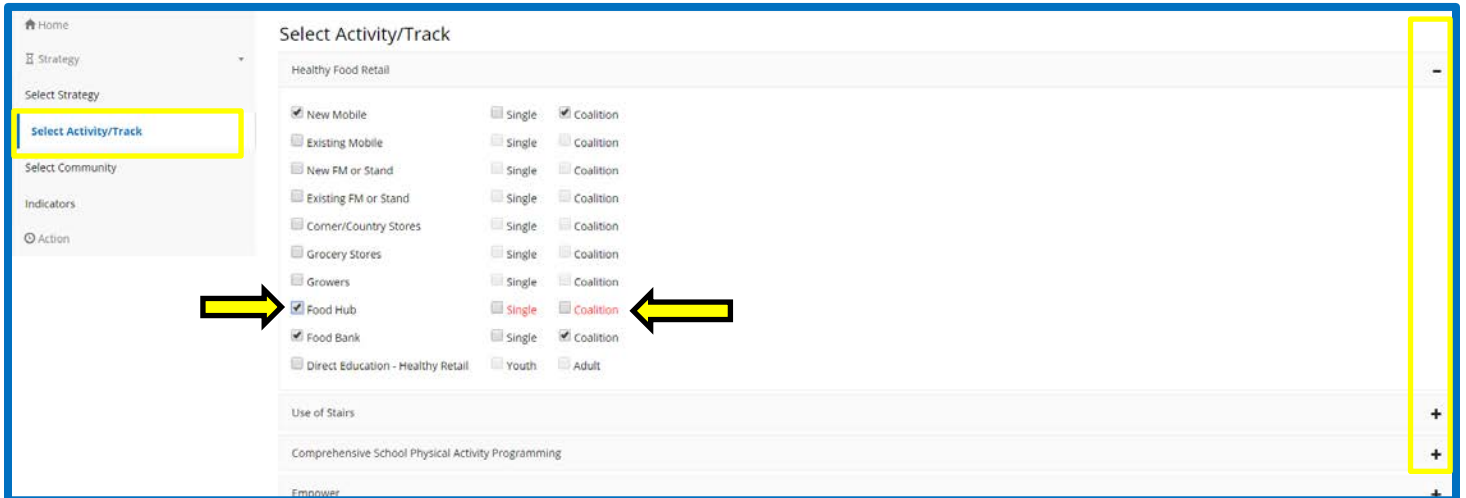 Home
Strategy
Select Strategy
Select Activity/Track
Select Community
Indicators
Action
Select Activity/Track
Healthy Food Retail
New Mobile Single Coalition
Existing Mobile Single Coalition
New FM or Stand Single Coalition
Existing FM or Stand Single Coalition
Corner/Country Stores Single Coalition
Grocery Stores Single Coalition
Growers Single Coalition
Food Hub Single Coalition
Food Bank Single Coalition
Direct Education - Healthy Retail Youth Adult
Use of Stairs
Comprehensive School Physical Activity Programming
Empower